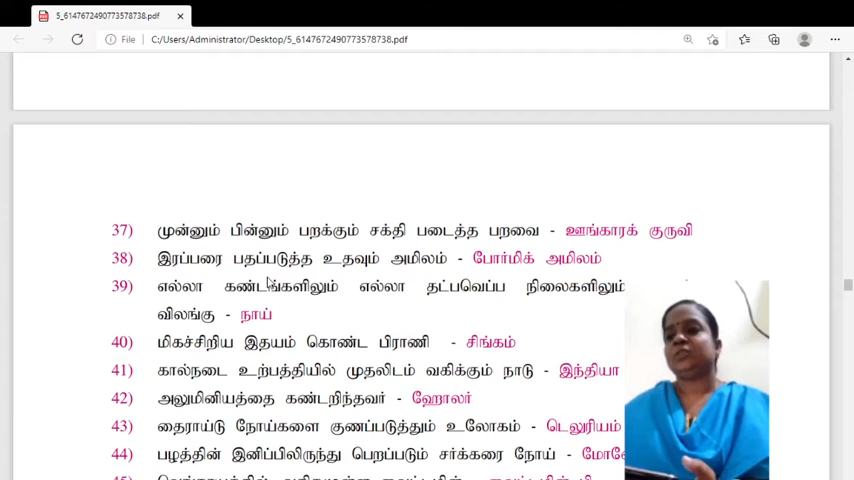 5_6147672490773578738.pdf
File
C:/Users/Administrator/Desktop/5_6147672490773578738.pdf
37) முன்னும் பின்னும் பறக்கும் சக்தி படைத்த பறவை - ஊங்காரக் குருவி
38) இரப்பரை பதப்படுத்த உதவும் அமிலம் - போர்மிக் அமிலம்
39) எல்லா கண்டங்களிலும் எல்லா தட்பவெப்ப நிலைகளிலும்
விலங்கு - நாய்
40) மிகச்சிறிய இதயம் கொண்ட பிராணி - சிங்கம்
41) கால்நடை உற்பத்தியில் முதலிடம் வகிக்கும் நாடு - இந்தியா
42) அலுமினியத்தை கண்டறிந்தவர் - ஹோலர்
43) தைராய்டு நோய்களை குணப்படுத்தும் உலோகம் - டெலுரியம்
44) பழத்தின் இனிப்பிலிருந்து பெறப்படும் சர்க்கரை நோய் -